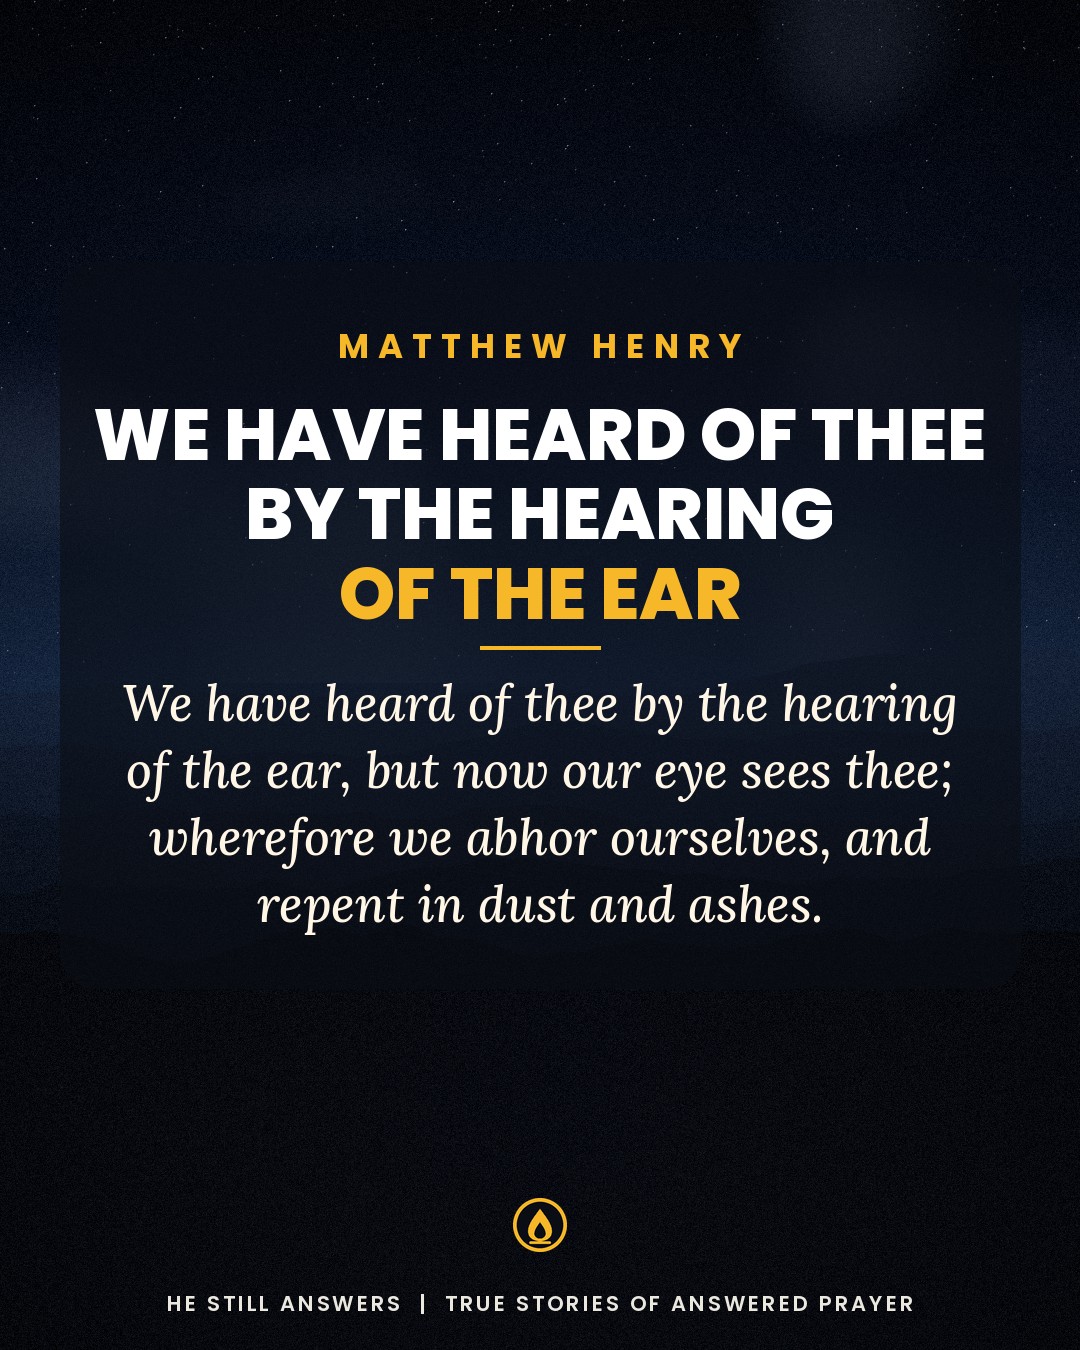 MATTHEW HENRY
WE HAVE HEARD OF THEE
BY THE HEARING
OF THE EAR
We have heard of thee by the hearing
of the ear, but now our eye sees thee;
wherefore we abhor ourselves, and
repent in dust and ashes.
HE STILL ANSWERS | TRUE STORIES OF ANSWERED PRAYER